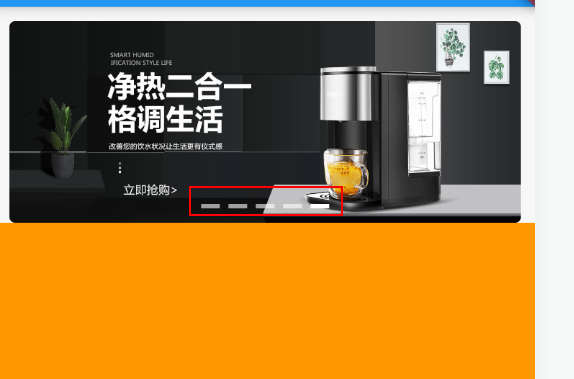 SMART HUMID
IFICATION STYLE LIFE
净热二合一
格调生活
改善您的饮水状况让生活更有仪式感
立即抢购>